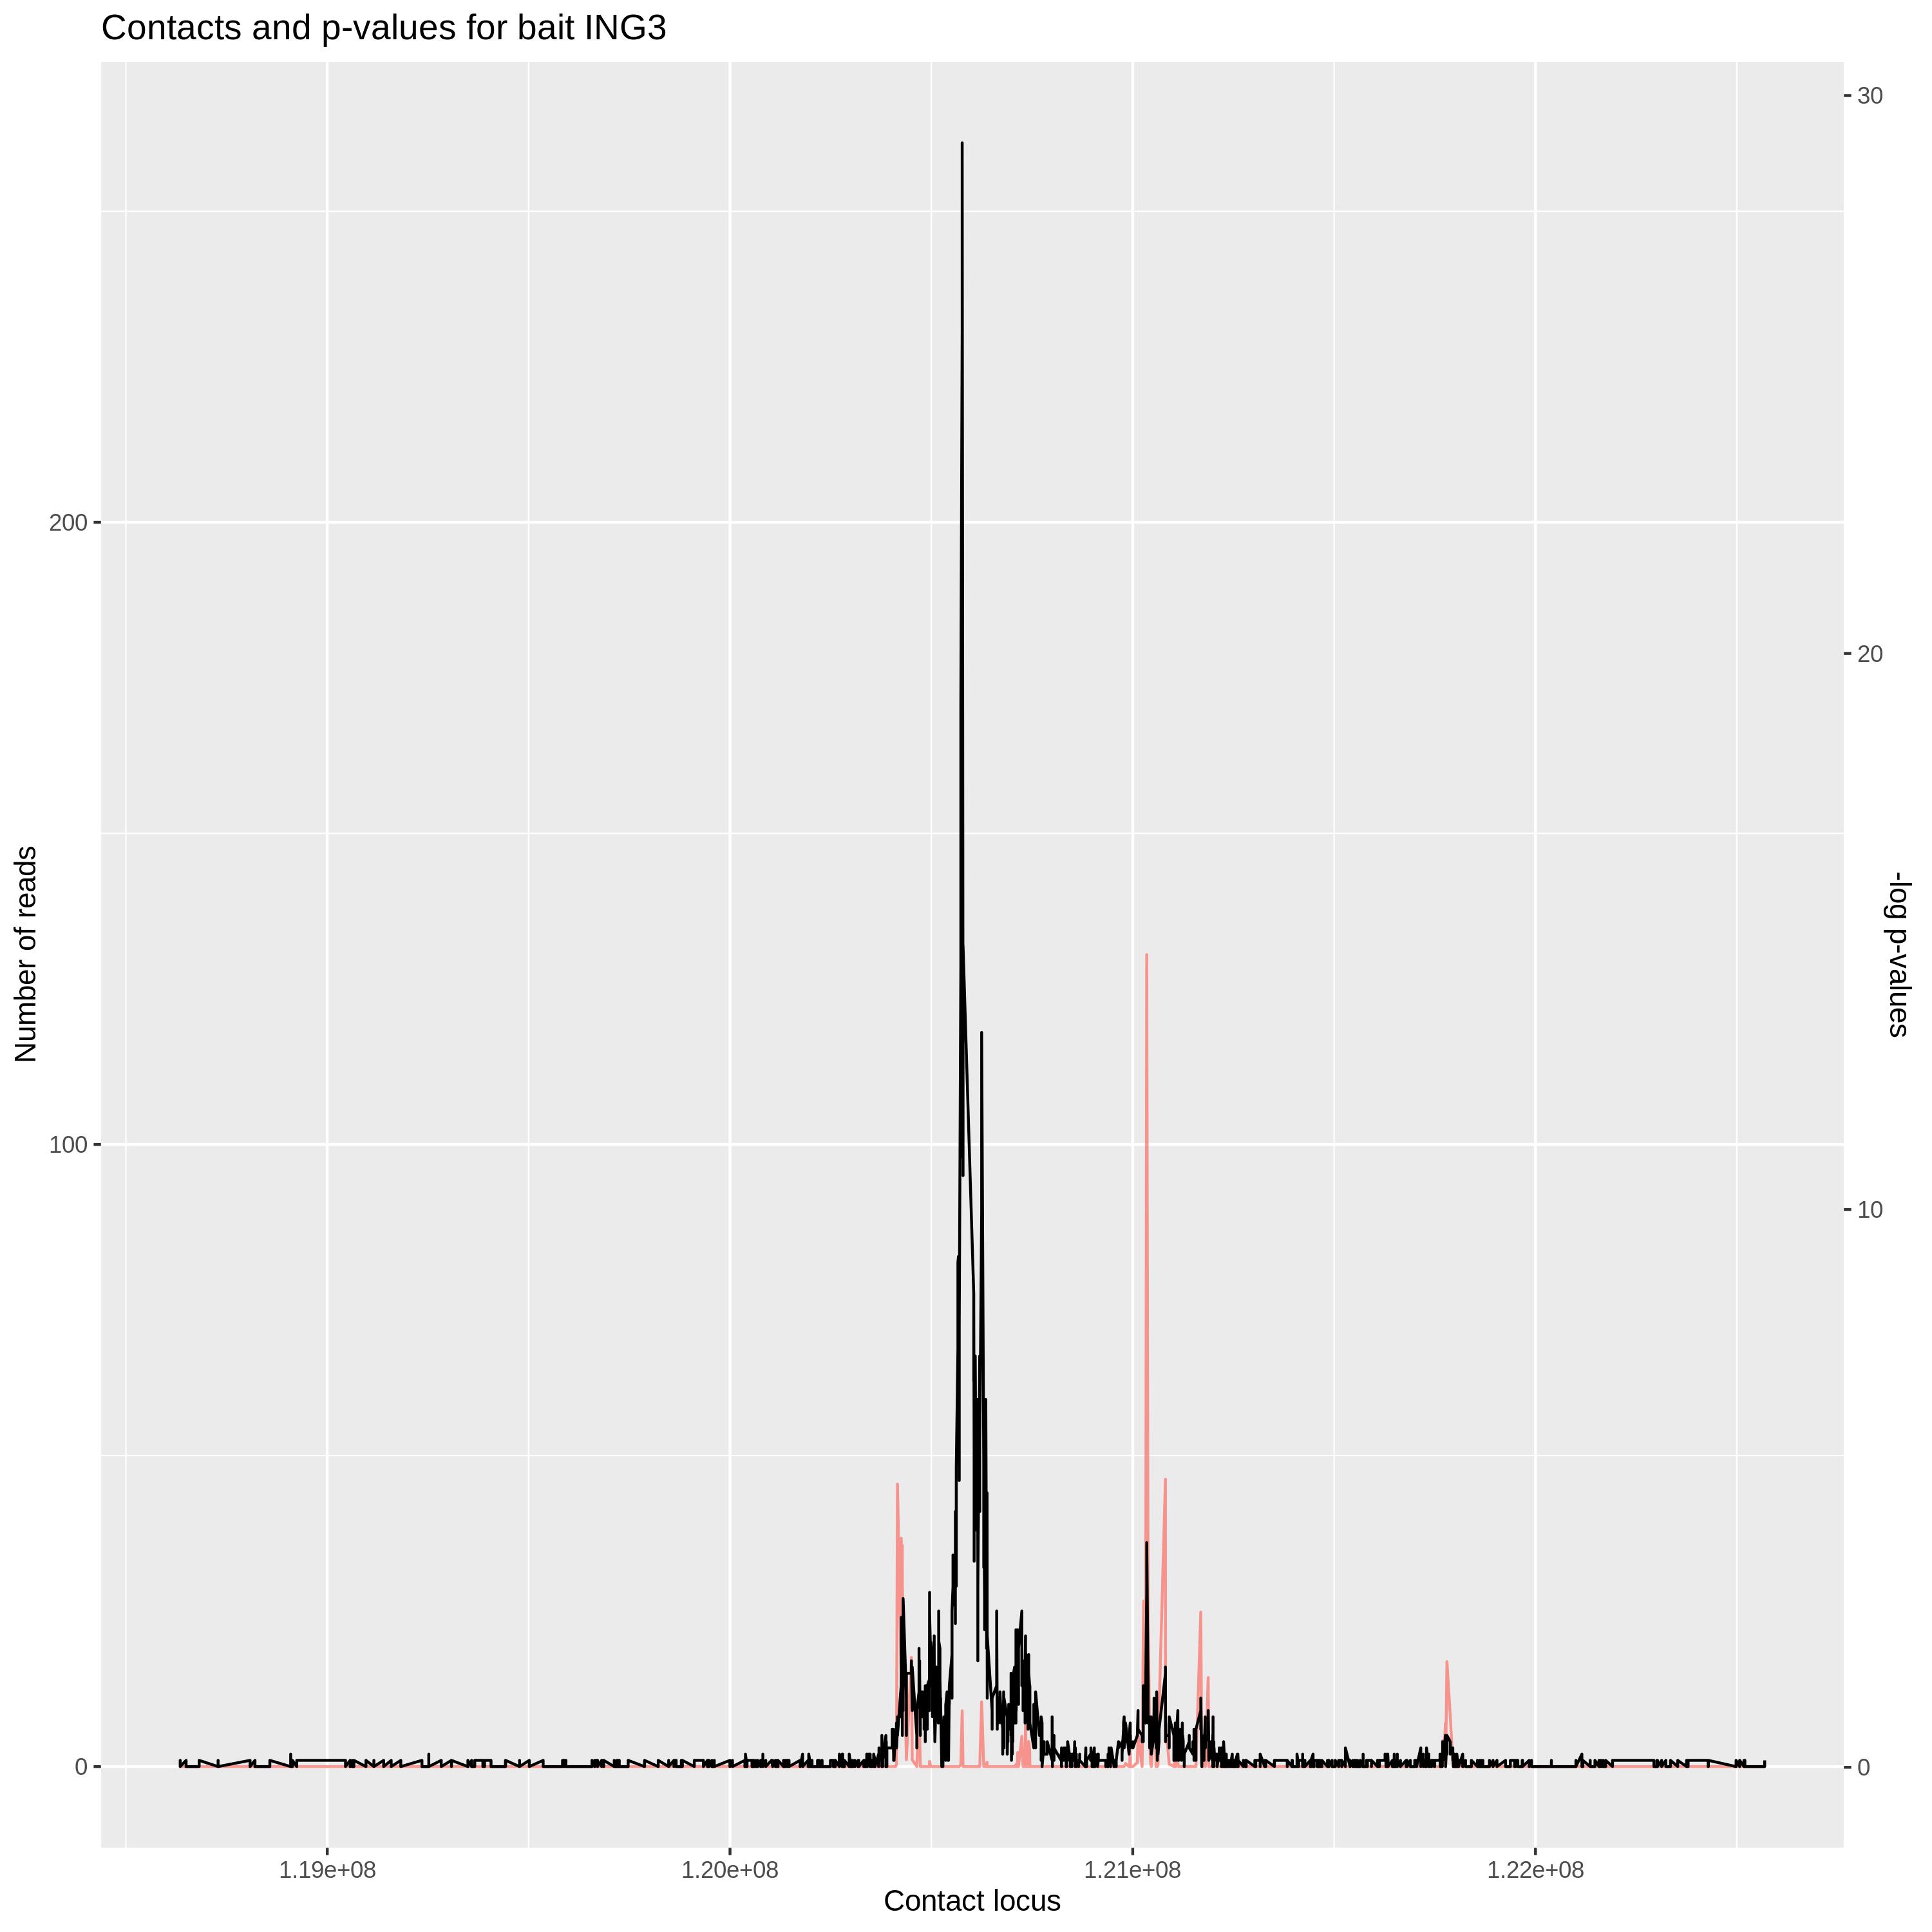 Contacts and p-values for bait ING3
30
200
20
Number of reads
-log p-values
100
10
0
0
1.19e+08
1.20e+08
1.21e+08
1.22e+08
Contact locus